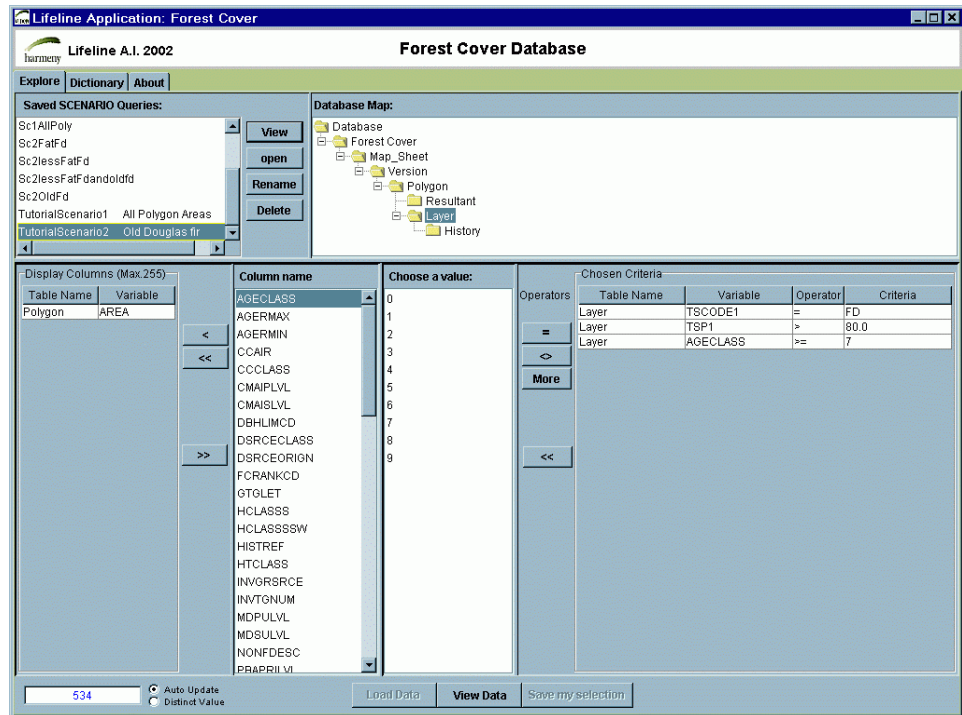 Lifeline Application: Forest Cover
harmeny Lifeline A.I. 2002 Forest Cover Database
Explore Dictionary About
Saved SCENARIO Queries:
Sc1AllPoly
Sc2FatFd
Sc2lessFatFd
Sc2lessFatFdandoldfd
Sc2OldFd
TutorialScenario1 All Polygon Areas
TutorialScenario2 Old Douglas fir
View
open
Rename
Delete
Database Map:
Database
Forest Cover
Map_Sheet
Version
Polygon
Resultant
Layer
History
Display Columns (Max.255)
Table Name Variable
Polygon AREA
<
<<
>>
Column name
AGECLASS
AGERMAX
AGERMIN
CCAIR
CCCLASS
CMAIPLVL
CMAISLVL
DBHLIMCD
DSRCECLASS
DSRCEORIGN
FCRANKCD
GTGLET
HCLASSS
HCLASSSSW
HISTREF
HTCLASS
INVGRSRCE
INVTGNUM
MDPULVL
MDSULVL
NONFDESC
Choose a value:
0
1
2
3
4
5
6
7
8
9
Operators
=
<>
More
<<
Chosen Criteria
Table Name Variable Operator Criteria
Layer TSCODE1 = FD
Layer TSP1 > 80.0
Layer AGECLASS >= 7
534
Auto Update
Distinct Value
Load Data View Data Save my selection